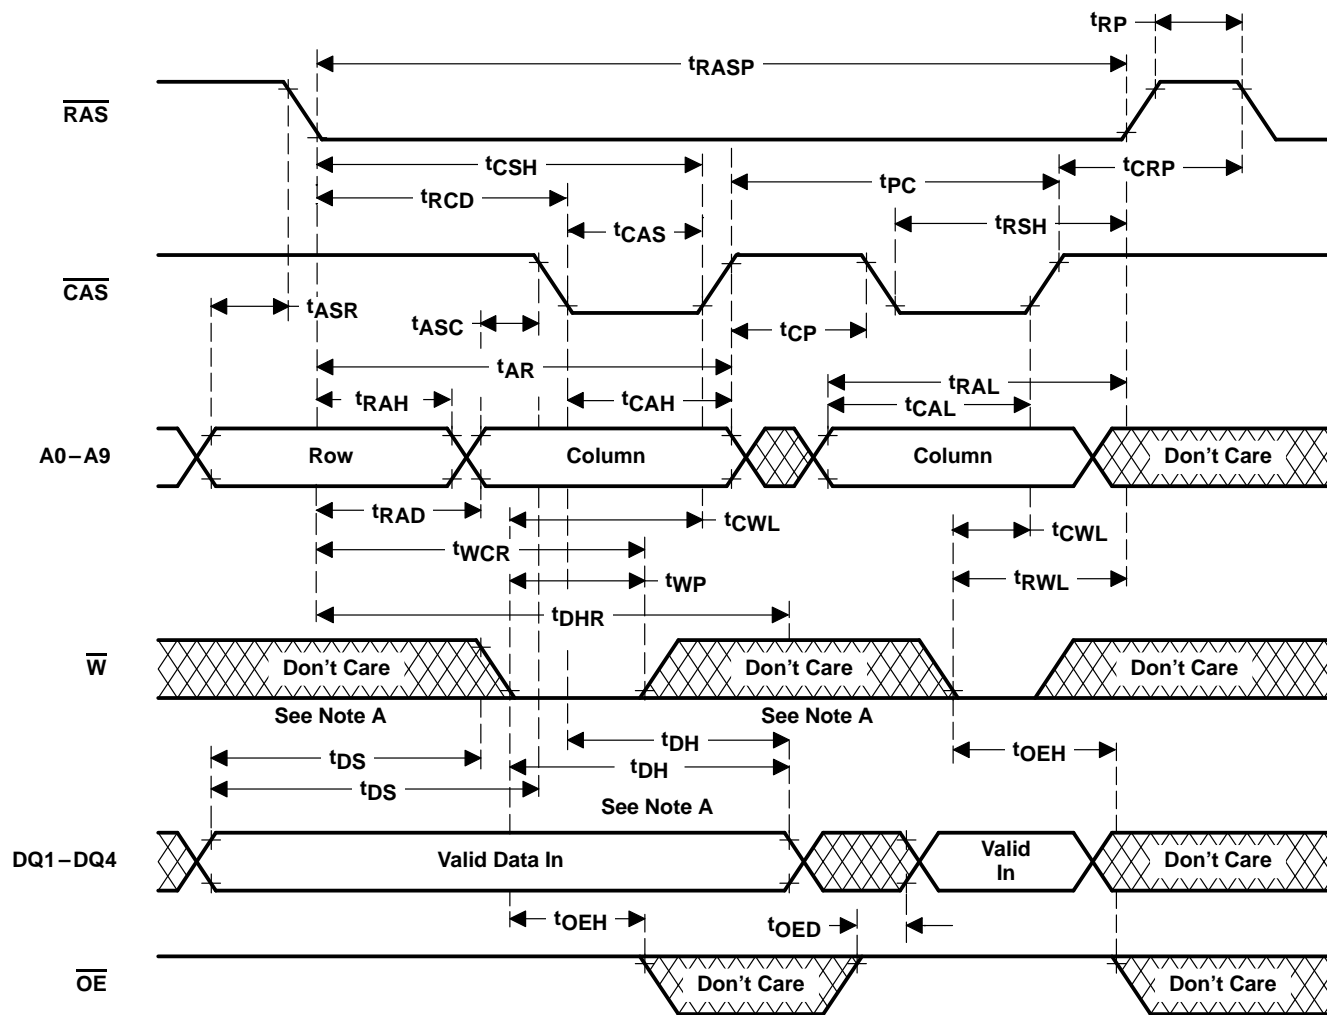 tRP
tRASP
RAS
tCSH
tCRP
tPC
tRCD
tRSH
tCAS
CAS
tASR
tASC
tCP
tAR
tRAL
tRAH
tCAH
tCAL
A0–A9
Row
Column
Column
Don't Care
tRAD
tCWL
tCWL
tWCR
tWP
tRWL
tDHR
W
Don't Care
Don't Care
Don't Care
See Note A
See Note A
tDH
tOEH
tDS
tDH
tDS
See Note A
DQ1–DQ4
Valid Data In
Valid
In
Don't Care
tOEH
tOED
OE
Don't Care
Don't Care